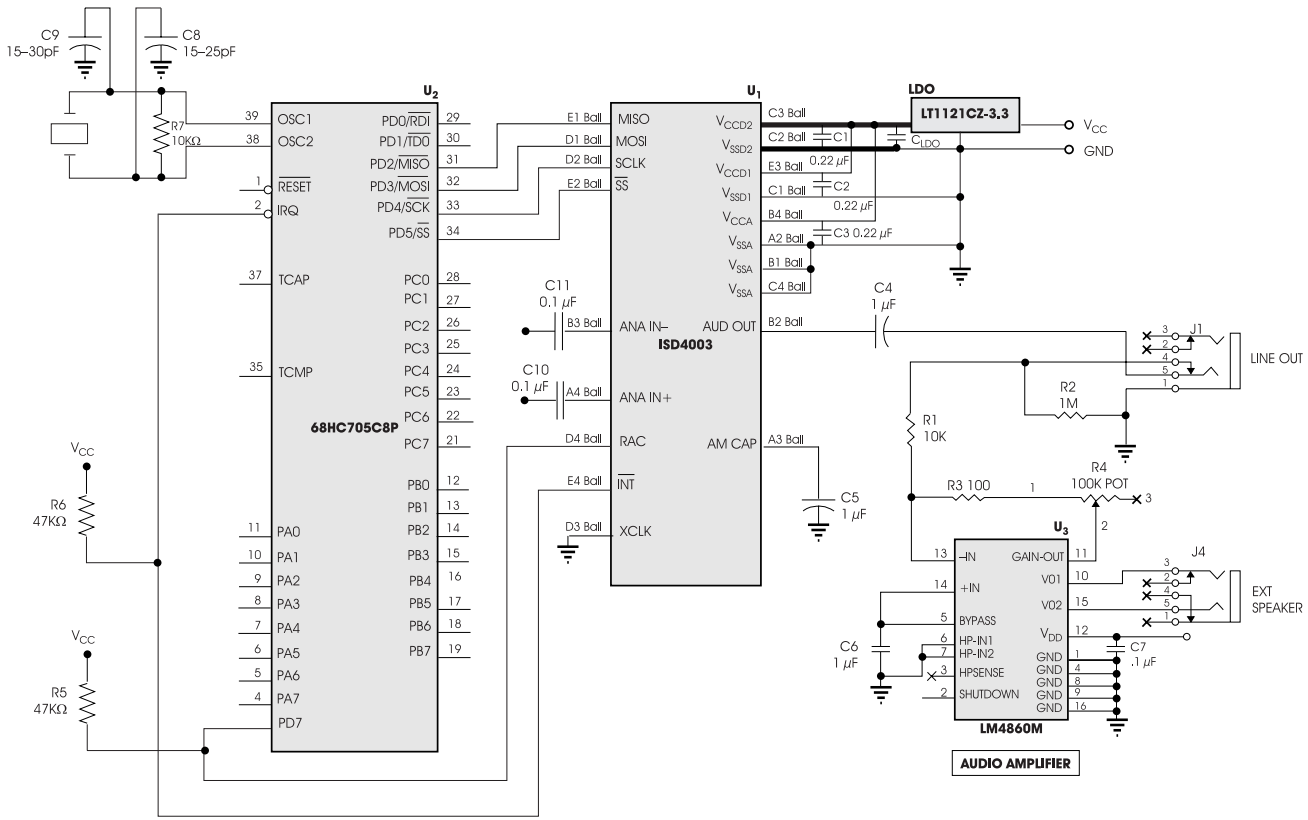 C9
15–30pF
C8
15–25pF
R7
10KΩ
U2
39 OSC1
38 OSC2
1 RESET
2 IRQ
37 TCAP
35 TCMP
68HC705C8P
11 PA0
10 PA1
9 PA2
8 PA3
7 PA4
6 PA5
5 PA6
4 PA7
PD7
PD0/RDI 29
PD1/TD0 30
PD2/MISO 31
PD3/MOSI 32
PD4/SCK 33
PD5/SS 34
PC0 28
PC1 27
PC2 26
PC3 25
PC4 24
PC5 23
PC6 22
PC7 21
PB0 12
PB1 13
PB2 14
PB3 15
PB4 16
PB5 17
PB6 18
PB7 19
VCC
R6
47KΩ
VCC
R5
47KΩ
U1
E1 Ball MISO
D1 Ball MOSI
D2 Ball SCLK
E2 Ball SS
C11
0.1 µF
B3 Ball ANA IN–
C10
0.1 µF
A4 Ball ANA IN+
D4 Ball RAC
E4 Ball INT
D3 Ball XCLK
ISD4003
VCCD2 C3 Ball
VSSD2 C2 Ball
VCCD1 E3 Ball
VSSD1 C1 Ball
VCCA B4 Ball
VSSA A2 Ball
VSSA B1 Ball
VSSA C4 Ball
AUD OUT B2 Ball
AM CAP A3 Ball
C1
0.22 µF
C2
0.22 µF
C3 0.22 µF
CLDO
LDO
LT1121CZ-3.3
VCC
GND
C4
1 µF
C5
1 µF
J1
3
2
4
5
1
LINE OUT
R2
1M
R1
10K
R3 100
1
R4
100K POT
3
2
U3
13 –IN
14 +IN
5 BYPASS
6 HP-IN1
7 HP-IN2
3 HPSENSE
2 SHUTDOWN
GAIN-OUT 11
V01 10
V02 15
VDD 12
GND 1
GND 4
GND 8
GND 9
GND 16
LM4860M
C6
1 µF
C7
.1 µF
J4
3
2
4
5
1
EXT
SPEAKER
AUDIO AMPLIFIER